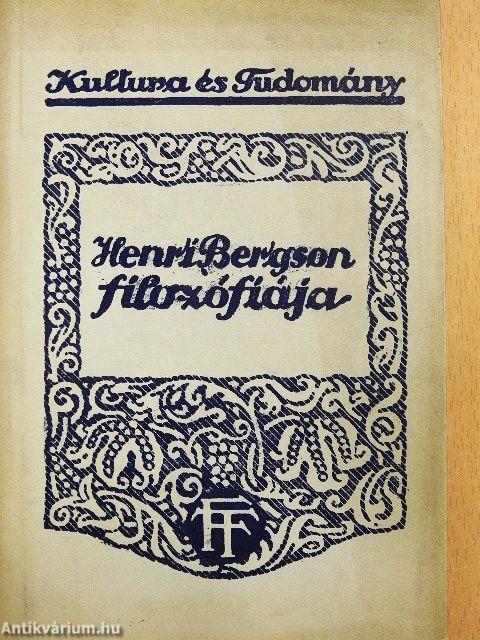 Kultura és Tudomány
Henri Bergson
filozófiája
FT
Antikvárium.hu